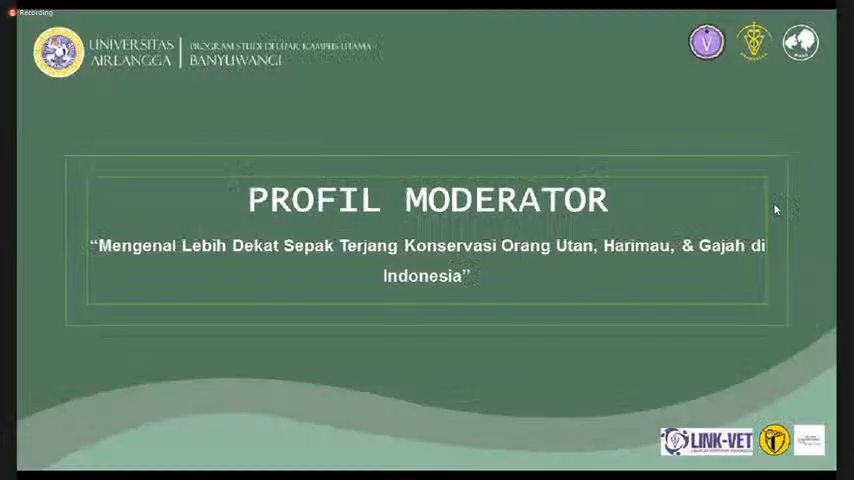 Recording
UNIVERSITAS
AIRLANGGA
PROGRAM STUDI DI LUAR KAMPUS UTAMA
BANYUWANGI
V
PROFIL MODERATOR
“Mengenal Lebih Dekat Sepak Terjang Konservasi Orang Utan, Harimau, & Gajah di
Indonesia”
LINK-VET